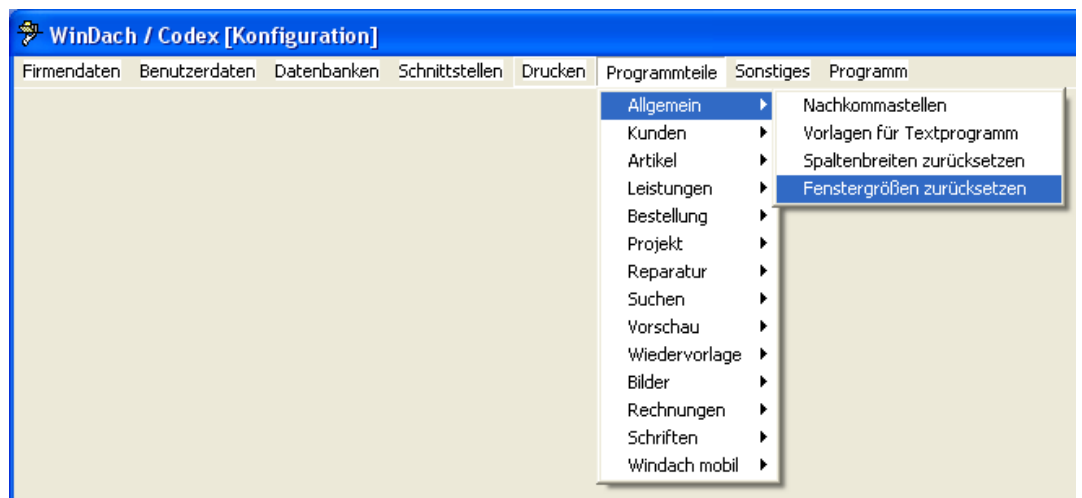 WinDach / Codex [Konfiguration]
Firmendaten Benutzerdaten Datenbanken Schnittstellen Drucken Programmteile Sonstiges Programm
Allgemein
Kunden
Artikel
Leistungen
Bestellung
Projekt
Reparatur
Suchen
Vorschau
Wiedervorlage
Bilder
Rechnungen
Schriften
Windach mobil
Nachkommastellen
Vorlagen für Textprogramm
Spaltenbreiten zurücksetzen
Fenstergrößen zurücksetzen